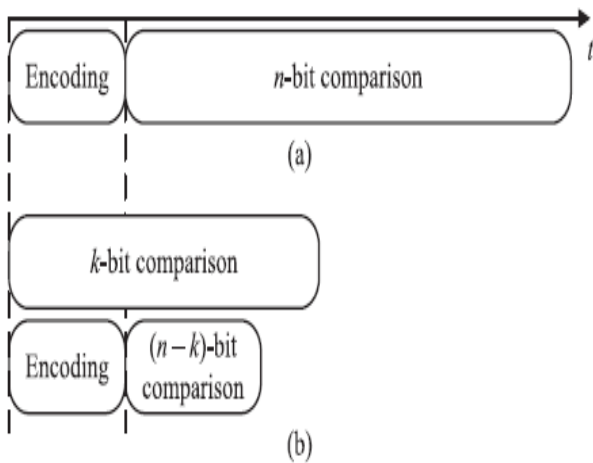 t
Encoding
n-bit comparison
(a)
k-bit comparison
Encoding
(n − k)-bit
comparison
(b)